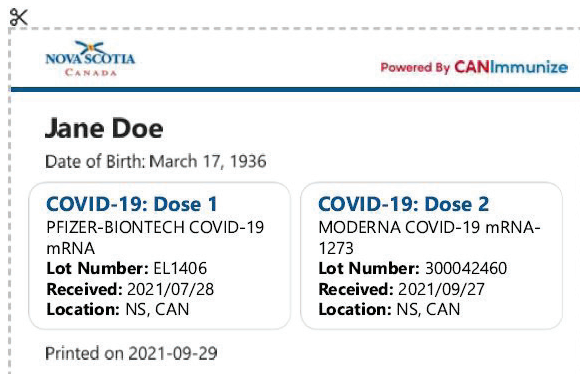 NOVA SCOTIA
CANADA
Powered By CANImmunize
Jane Doe
Date of Birth: March 17, 1936
COVID-19: Dose 1
PFIZER-BIONTECH COVID-19
mRNA
Lot Number: EL1406
Received: 2021/07/28
Location: NS, CAN
COVID-19: Dose 2
MODERNA COVID-19 mRNA-
1273
Lot Number: 300042460
Received: 2021/09/27
Location: NS, CAN
Printed on 2021-09-29